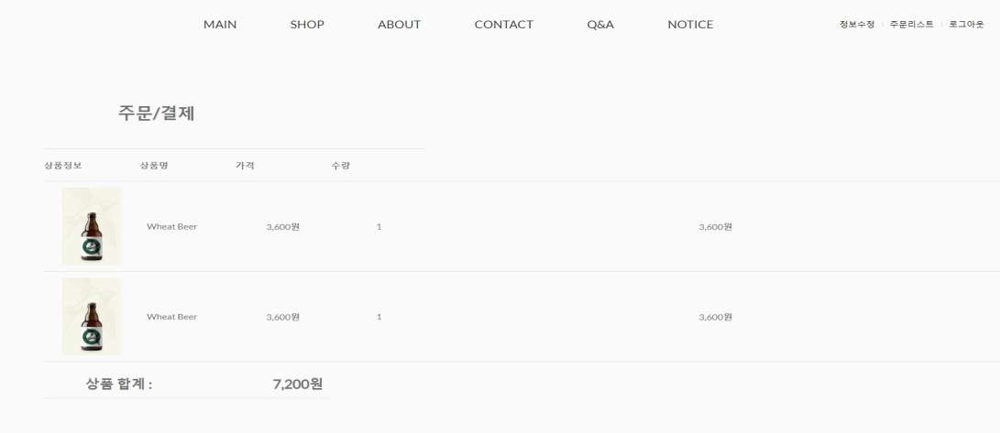 MAIN SHOP ABOUT CONTACT Q&A NOTICE 정보수정 주문리스트 로그아웃
주문/결제
상품정보 상품명 가격 수량
Wheat Beer 3,600원 1 3,600원
Wheat Beer 3,600원 1 3,600원
상품 합계 : 7,200원